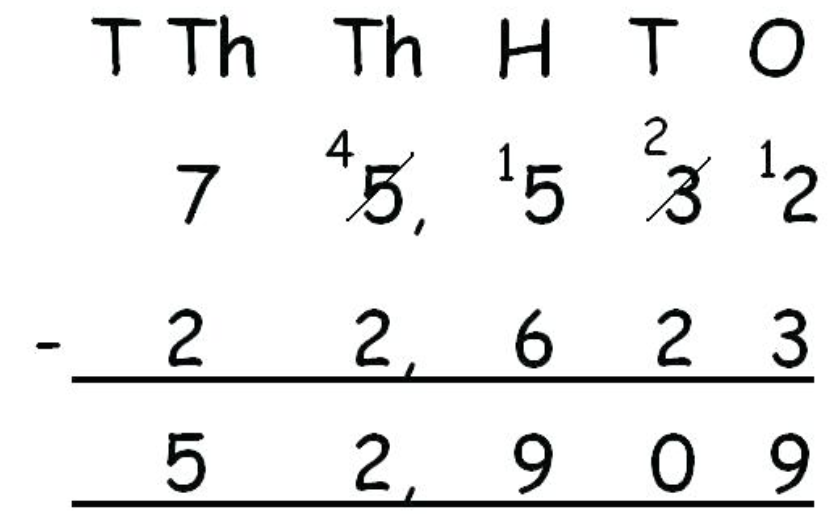 T Th Th H T O
7 ⁴5, ¹5 ²3 ¹2
- 2 2, 6 2 3
5 2, 9 0 9